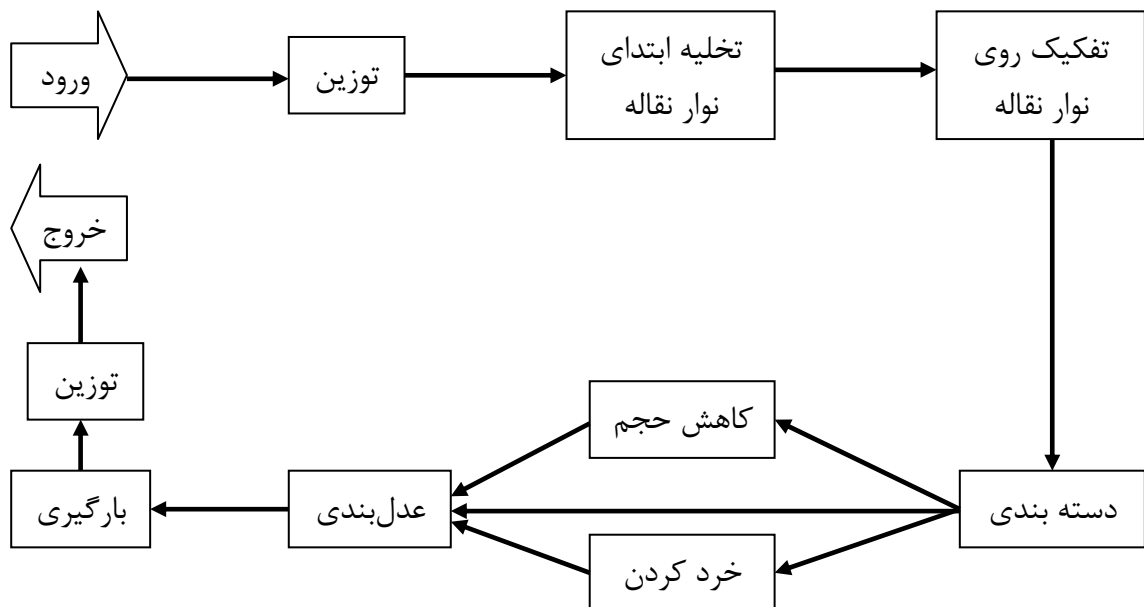 ورود
توزین
تخلیه ابتدای
نوار نقاله
تفکیک روی
نوار نقاله
دسته بندی
کاهش حجم
خرد کردن
عدل‌بندی
بارگیری
توزین
خروج